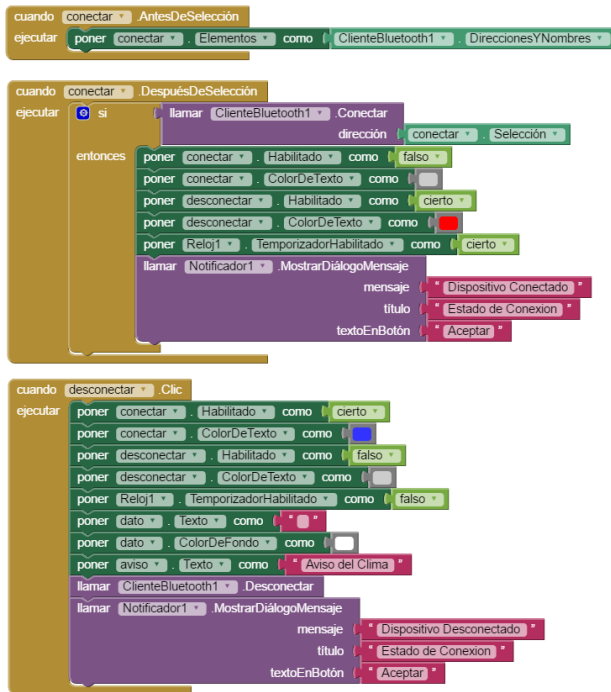 cuando conectar .AntesDeSelección
ejecutar poner conectar . Elementos como ClienteBluetooth1 . DireccionesYNombres
cuando conectar .DespuésDeSelección
ejecutar si llamar ClienteBluetooth1 .Conectar
dirección conectar . Selección
entonces poner conectar . Habilitado como falso
poner conectar . ColorDeTexto como
poner desconectar . Habilitado como cierto
poner desconectar . ColorDeTexto como
poner Reloj1 . TemporizadorHabilitado como cierto
llamar Notificador1 .MostrarDiálogoMensaje
mensaje " Dispositivo Conectado "
título " Estado de Conexion "
textoEnBotón " Aceptar "
cuando desconectar .Clic
ejecutar poner conectar . Habilitado como cierto
poner conectar . ColorDeTexto como
poner desconectar . Habilitado como falso
poner desconectar . ColorDeTexto como
poner Reloj1 . TemporizadorHabilitado como falso
poner dato . Texto como " "
poner dato . ColorDeFondo como
poner aviso . Texto como " Aviso del Clima "
llamar ClienteBluetooth1 .Desconectar
llamar Notificador1 .MostrarDiálogoMensaje
mensaje " Dispositivo Desconectado "
título " Estado de Conexion "
textoEnBotón " Aceptar "